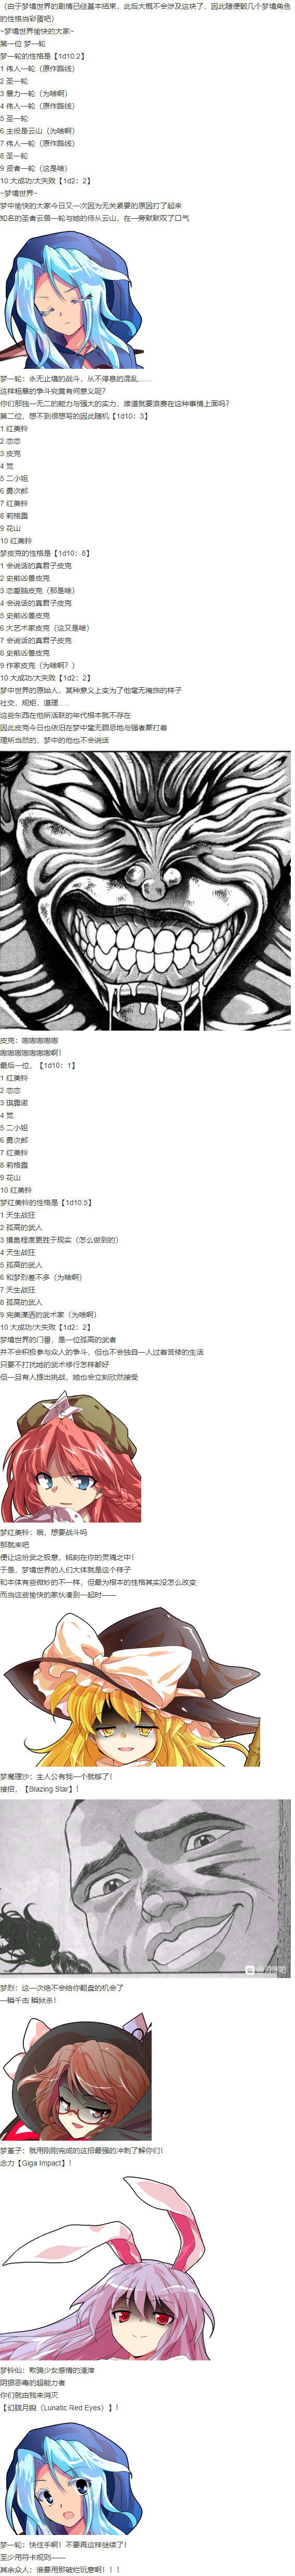 （由于梦境世界的剧情已经基本结束，此后大概不会涉及这块了，因此随便毅几个梦境角色
的性格当彩蛋吧）
~梦境世界愉快的大家~
第一位 梦一轮
梦一轮的性格是【1d10:2】
1 伟人一轮（原作路线）
2 圣一轮
3 暴力一轮（为啥啊）
4 伟人一轮（原作路线）
5 圣一轮
6 主役是云山（为啥啊）
7 伟人一轮（原作路线）
8 圣一轮
9 贤者一轮（这是啥）
10 大成功/大失败【1d2：2】
~梦境世界~
梦中愉快的大家今日又一次因为无关紧要的原因打了起来
知名的圣者云居一轮与她的侍从云山，在一旁默默叹了口气
梦一轮：永无止境的战斗，从不停息的混乱……
这样粗暴的争斗究竟有何意义呢?
你们那独一无二的能力与强大的实力，难道就要浪费在这种事情上面吗?
第二位，想不到很想写的因此随机【1d10：3】
1 红美铃
2 恋恋
3 皮克
4 觉
5 二小姐
6 勇次郎
7 红美铃
8 莉格露
9 花山
10 红美铃
梦皮克的性格是【1d10：8】
1 会说话的真君子皮克
2 史前凶兽皮克
3 恋爱脑皮克（那是啥）
4 会说话的真君子皮克
5 史前凶兽皮克
6 大艺术家皮克（这又是啥）
7 会说话的真君子皮克
8 史前凶兽皮克
9 作家皮克（为啥啊？）
10 大成功/大失败【1d2：2】
梦中世界的原始人，某种意义上变为了他毫无掩饰的样子
社交，规矩，道理.....
这些东西在他所活跃的年代根本就不存在
因此皮克今日也依旧在梦中毫无顾忌地与强者厮打着
理所当然的，梦中的他也不会说话
皮克：嗷嗷嗷嗷嗷
嗷嗷嗷嗷嗷嗷嗷啊！
最后一位，【1d10：1】
1 红美铃
2 恋恋
3 琪露诺
4 觉
5 二小姐
6 勇次郎
7 红美铃
8 莉格露
9 花山
10 红美铃
梦红美铃的性格是【1d10:5】
1 天生战狂
2 孤高的武人
3 摸鱼程度更胜于现实（怎么做到的）
4 天生战狂
5 孤高的武人
6 和梦烈差不多（为啥啊）
7 天生战狂
8 孤高的武人
9 完美潇洒的武术家（为啥啊）
10 大成功/大失败【1d2：2】
梦境世界的门番，是一位孤高的武者
并不会积极参与众人的争斗，但也不会独自一人过着苦修的生活
只要不打扰她的武术修行怎样都好
但一旦有人提出挑战，她也会立刻欣然接受
梦红美铃：哦，想要战斗吗
那就来吧
便让这份武之极意，铭刻在你的灵魂之中！
于是，梦境世界的人们大体就是这个样子
和本体有些微妙的不一样，但最为根本的性格其实没怎么改变
而当这些愉快的家伙凑到一起时——
梦魔理沙：主人公有我一个就够了！
接招，【Blazing Star】！
梦烈：这一次绝不会给你翻盘的机会了
一瞬千击 瞬狱杀！
梦堇子：就用刚刚完成的这招最强的冲刺了解你们！
念力【Giga Impact】！
梦铃仙：欺骗少女感情的渣滓
阴狠恶毒的超能力者
你们就由我来消灭
【幻胧月睨（Lunatic Red Eyes）】！
梦一轮：快住手啊！不要再这样继续了！
至少用符卡规则——
其余众人：谁要用那破烂玩意啊！！！